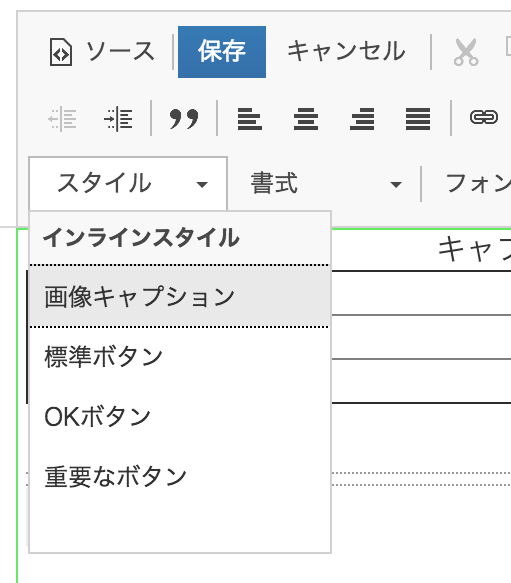 ソース 保存 キャンセル
スタイル 書式 フォン
インラインスタイル
キャプ
画像キャプション
標準ボタン
OKボタン
重要なボタン